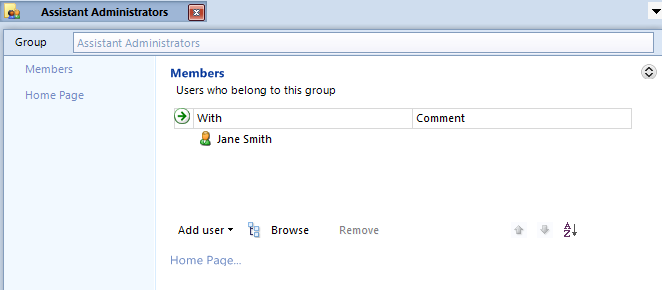 Assistant Administrators
Group Assistant Administrators
Members
Home Page
Members
Users who belong to this group
With Comment
Jane Smith
Add user Browse Remove
Home Page...